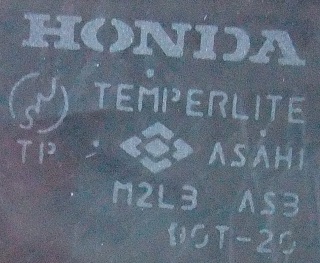 HONDA
TEMPERLITE
TP ASAHI
M2L3 AS3
DOT-20